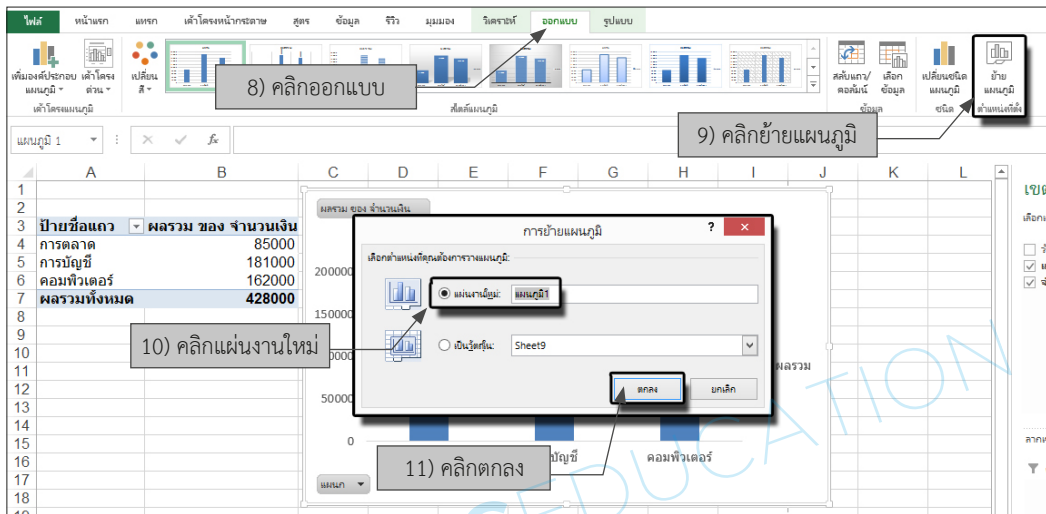 ไฟล์ หน้าแรก แทรก เค้าโครงหน้ากระดาษ สูตร ข้อมูล รีวิว มุมมอง วิเคราะห์ ออกแบบ รูปแบบ
เพิ่มองค์ประกอบ แผนภูมิ
เค้าโครง ด่วน
เปลี่ยน สี
สลับแถว/ คอลัมน์
เลือก ข้อมูล
เปลี่ยนชนิด แผนภูมิ
ย้าย แผนภูมิ
เค้าโครงแผนภูมิ สไตล์แผนภูมิ ข้อมูล ชนิด ตำแหน่งที่ตั้ง
8) คลิกออกแบบ
9) คลิกย้ายแผนภูมิ
แผนภูมิ 1 fx
A B C D E F G H I J K L
1
2 ผลรวม ของ จำนวนเงิน
3 ป้ายชื่อแถว ผลรวม ของ จำนวนเงิน
4 การตลาด 85000
5 การบัญชี 181000
6 คอมพิวเตอร์ 162000
7 ผลรวมทั้งหมด 428000
8
9
10
11
12
13
14
15
16
17
18
การย้ายแผนภูมิ ?
เลือกตำแหน่งที่คุณต้องการวางแผนภูมิ:
แผ่นงานใหม่: แผนภูมิ1
เป็นวัตถุใน: Sheet9
ตกลง ยกเลิก
10) คลิกแผ่นงานใหม่
11) คลิกตกลง
200000
150000
50000
0
ผลรวม
บัญชี คอมพิวเตอร์
แผนก
EDUCATION